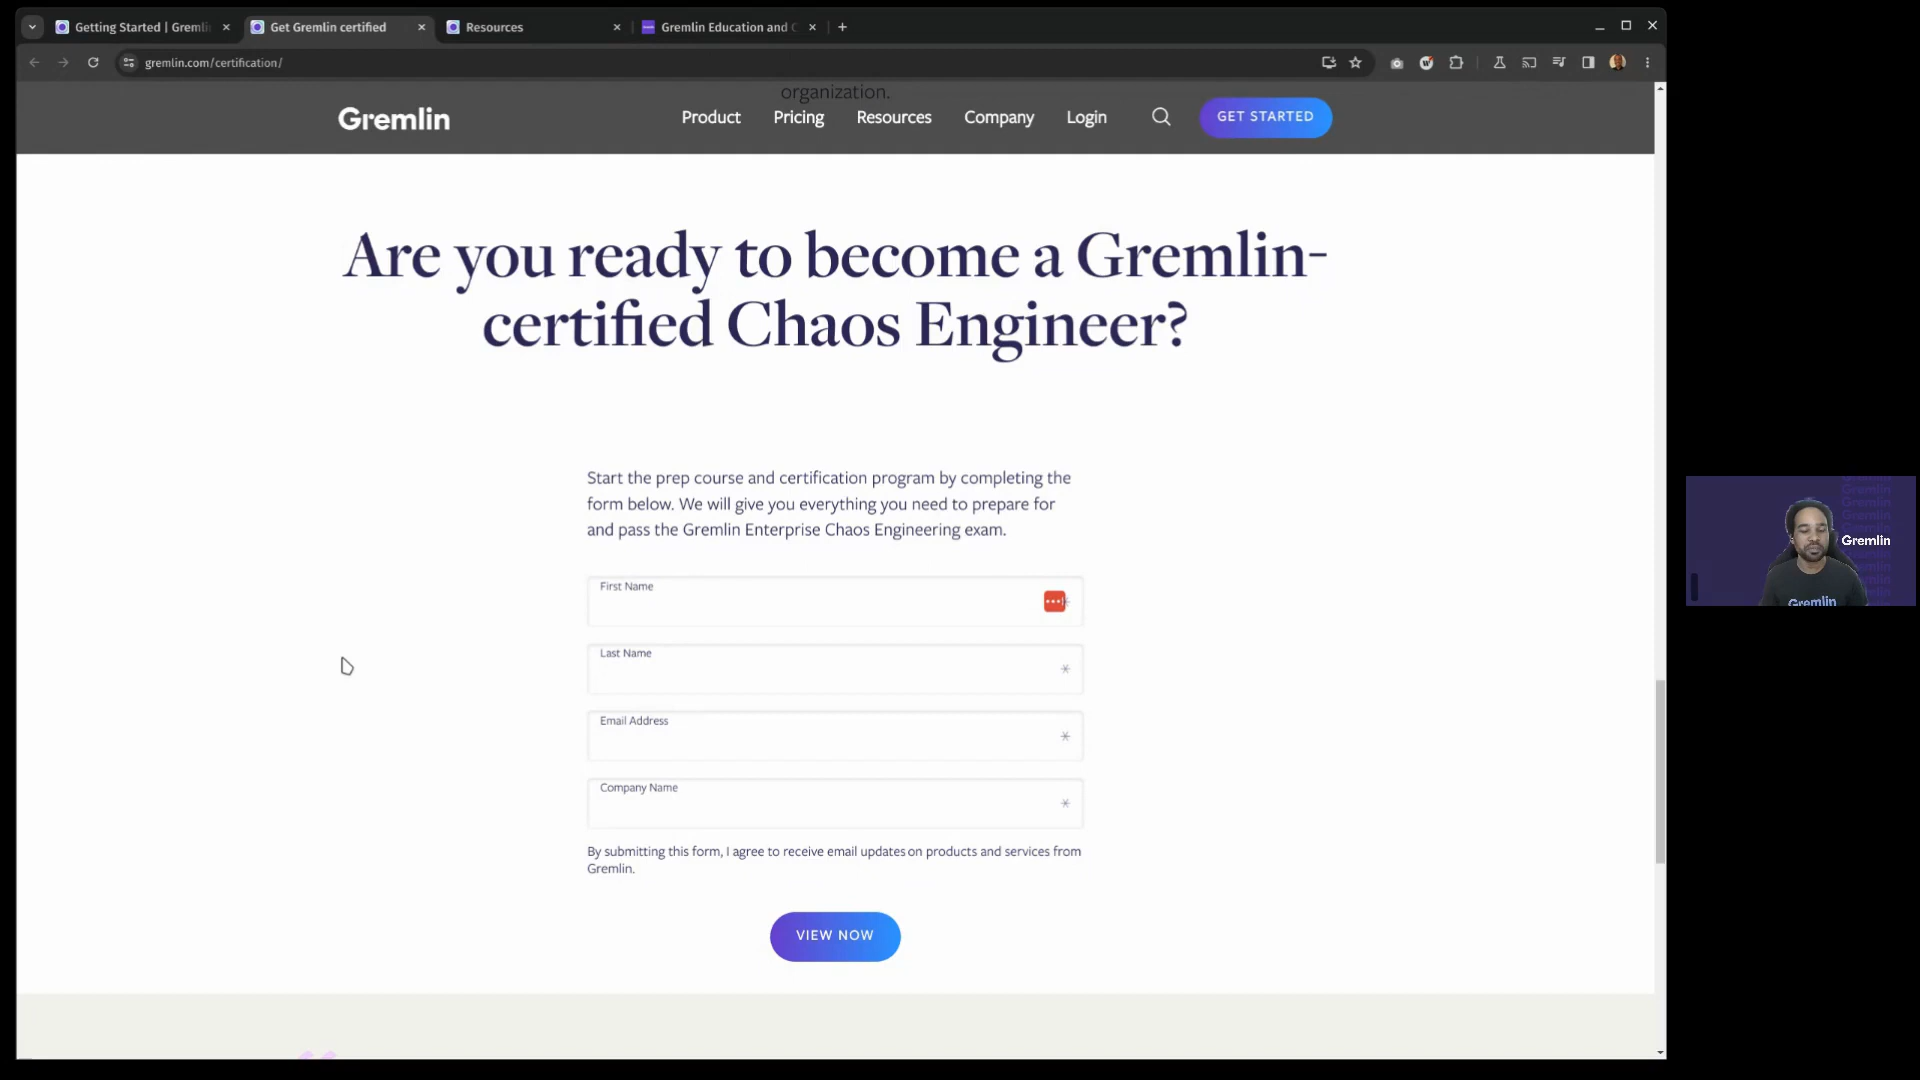 Getting Started | Gremli
Get Gremlin certified
Resources
Gremlin Education and C
gremlin.com/certification/
organization.
Gremlin
Product
Pricing
Resources
Company
Login
GET STARTED
Are you ready to become a Gremlin-
certified Chaos Engineer?
Start the prep course and certification program by completing the
form below. We will give you everything you need to prepare for
and pass the Gremlin Enterprise Chaos Engineering exam.
First Name
Last Name
*
Email Address
*
Company Name
*
By submitting this form, I agree to receive email updates on products and services from
Gremlin.
VIEW NOW
Gremlin
Gremlin